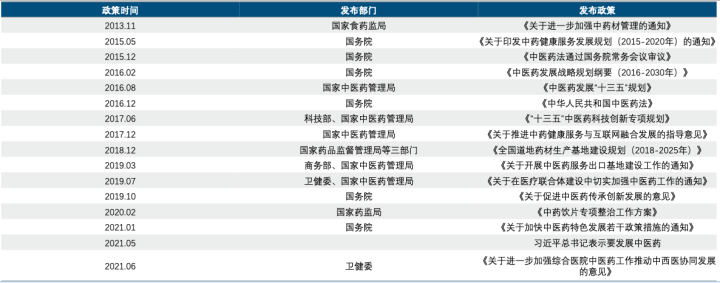 政策时间 发布部门 发布政策
2013.11 国家食药监局 《关于进一步加强中药材管理的通知》
2015.05 国务院 《关于印发中药健康服务发展规划（2015-2020年）的通知》
2015.12 国务院 《中医药法通过国务院常务会议审议》
2016.02 国务院 《中医药发展战略规划纲要（2016-2030年）》
2016.08 国家中医药管理局 《中医药发展“十三五”规划》
2016.12 国务院 《中华人民共和国中医药法》
2017.06 科技部、国家中医药管理局 《“十三五”中医药科技创新专项规划》
2017.12 国家中医药管理局 《关于推进中药健康服务与互联网融合发展的指导意见》
2018.12 国家药品监督管理局等三部门 《全国道地药材生产基地建设规划（2018-2025年）》
2019.03 商务部、国家中医药管理局 《关于开展中医药服务出口基地建设工作的通知》
2019.07 卫健委、国家中医药管理局 《关于在医疗联合体建设中切实加强中医药工作的通知》
2019.10 国务院 《关于促进中医药传承创新发展的意见》
2020.02 国家药监局 《中药饮片专项整治工作方案》
2021.01 国务院 《关于加快中医药特色发展若干政策措施的通知》
2021.05 习近平总书记表示要发展中医药
2021.06 卫健委 《关于进一步加强综合医院中医药工作推动中西医协同发展
的意见》